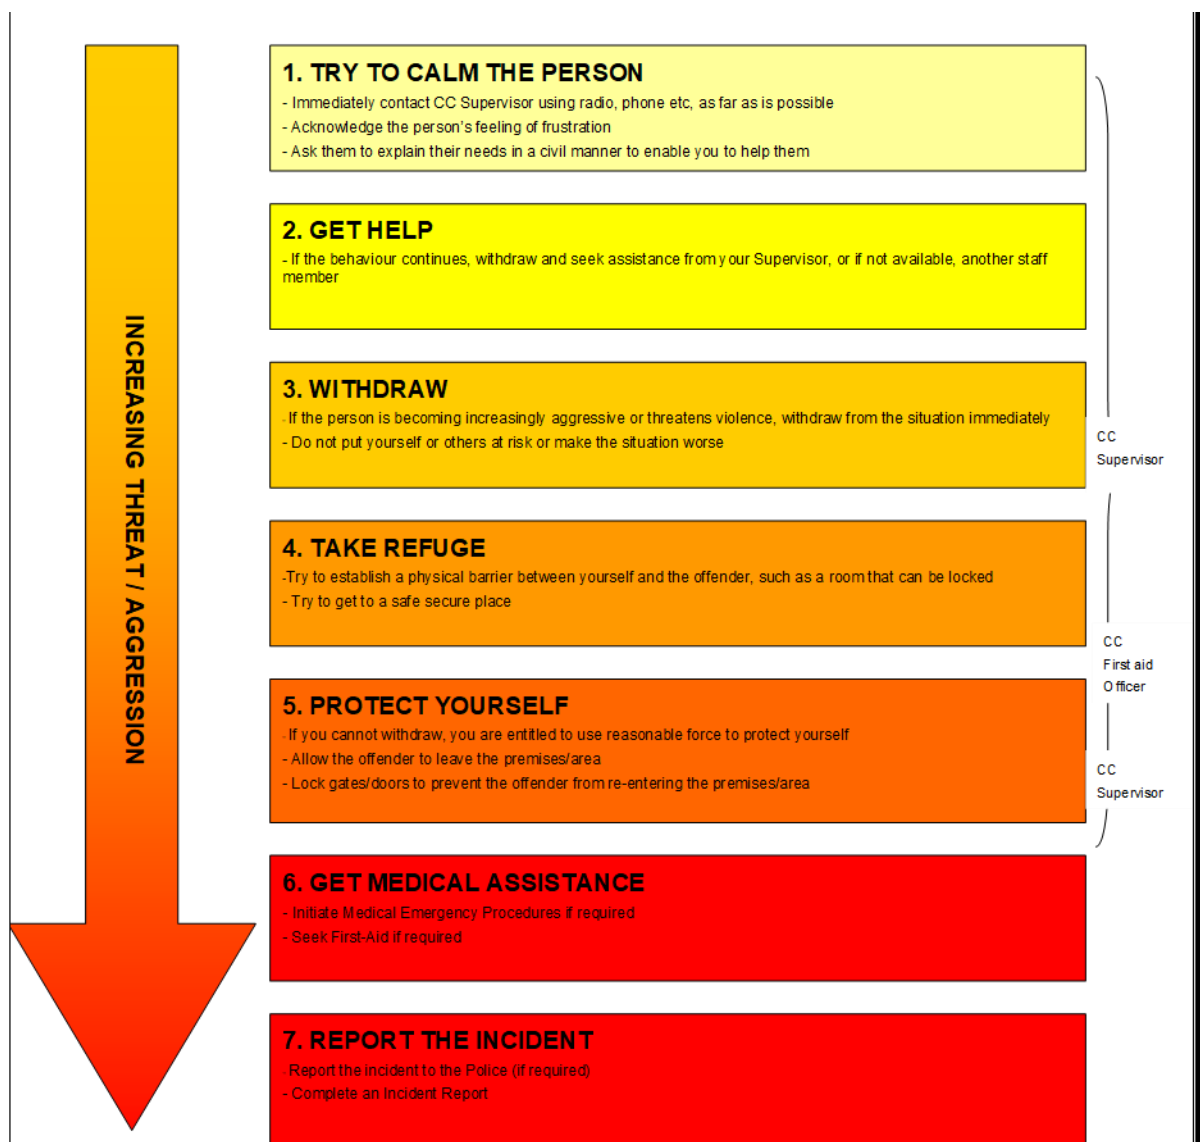 INCREASING THREAT / AGGRESSION
1. TRY TO CALM THE PERSON
- Immediately contact CC Supervisor using radio, phone etc, as far as is possible
- Acknowledge the person's feeling of frustration
- Ask them to explain their needs in a civil manner to enable you to help them
2. GET HELP
- If the behaviour continues, withdraw and seek assistance from your Supervisor, or if not available, another staff
member
3. WITHDRAW
- If the person is becoming increasingly aggressive or threatens violence, withdraw from the situation immediately
- Do not put yourself or others at risk or make the situation worse
CC
Supervisor
4. TAKE REFUGE
-Try to establish a physical barrier between yourself and the offender, such as a room that can be locked
- Try to get to a safe secure place
CC
First aid
Officer
5. PROTECT YOURSELF
- If you cannot withdraw, you are entitled to use reasonable force to protect yourself
- Allow the offender to leave the premises/area
- Lock gates/doors to prevent the offender from re-entering the premises/area
CC
Supervisor
6. GET MEDICAL ASSISTANCE
- Initiate Medical Emergency Procedures if required
- Seek First-Aid if required
7. REPORT THE INCIDENT
- Report the incident to the Police (if required)
- Complete an Incident Report